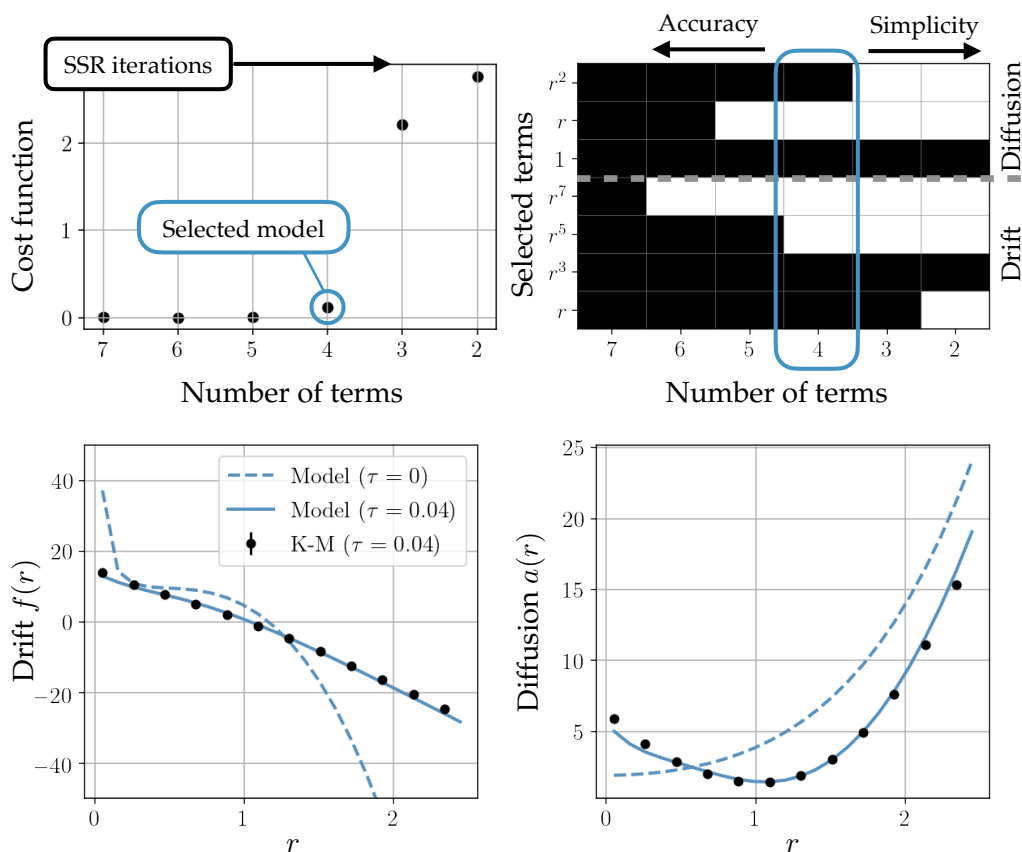 SSR iterations
Cost function
2
1
0
Selected model
7 6 5 4 3 2
Number of terms
Accuracy
Simplicity
Selected terms
r²
r
1
r⁷
r⁵
r³
r
Diffusion
Drift
7 6 5 4 3 2
Number of terms
Drift f(r)
40
20
0
−20
−40
Model (τ = 0)
Model (τ = 0.04)
K-M (τ = 0.04)
0 1 2
r
Diffusion a(r)
25
20
15
10
5
0 1 2
r